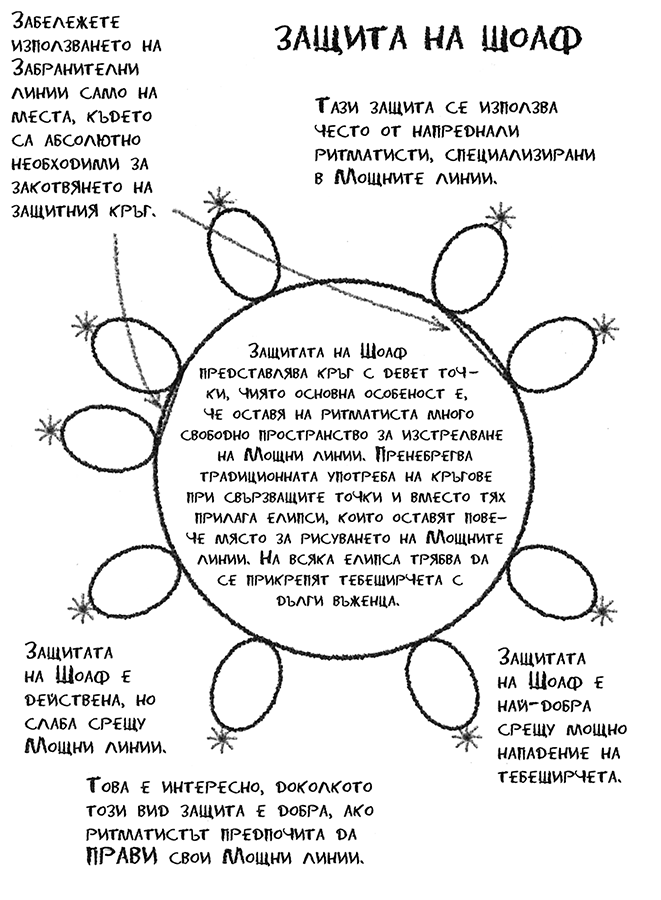 Защита на Шоаф
Забележете
използването на
Забранителни
линии само на
места, където
са абсолютно
необходими за
закотвянето на
защитния кръг.
Тази защита се използва
често от напреднали
ритматисти, специализирани
в Мощните линии.
Защитата на Шоаф
представлява кръг с девет точ-
ки, чиято основна особеност е,
че оставя на ритматиста много
свободно пространство за изстрелване
на Мощни линии. Пренебрегва
традиционната употреба на кръгове
при свързващите точки и вместо тях
прилага елипси, които оставят пове-
че място за рисуването на Мощните
линии. На всяка елипса трябва да
се прикрепят тебеширчета с
дълги въженца.
Защитата
на Шоаф е
действена, но
слаба срещу
Мощни линии.
Защитата
на Шоаф е
най-добра
срещу мощно
нападение на
тебеширчета.
Това е интересно, доколкото
този вид защита е добра, ако
ритматистът предпочита да
ПРАВИ свои Мощни линии.